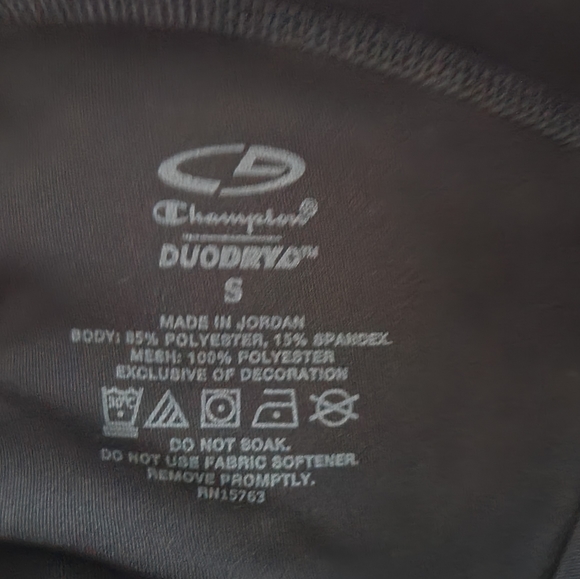 Champion
DUODRY
S
MADE IN JORDAN
BODY: 85% POLYESTER, 15% SPANDEX
MESH: 100% POLYESTER
EXCLUSIVE OF DECORATION
30°C
DO NOT SOAK.
DO NOT USE FABRIC SOFTENER.
REMOVE PROMPTLY.
RN15763